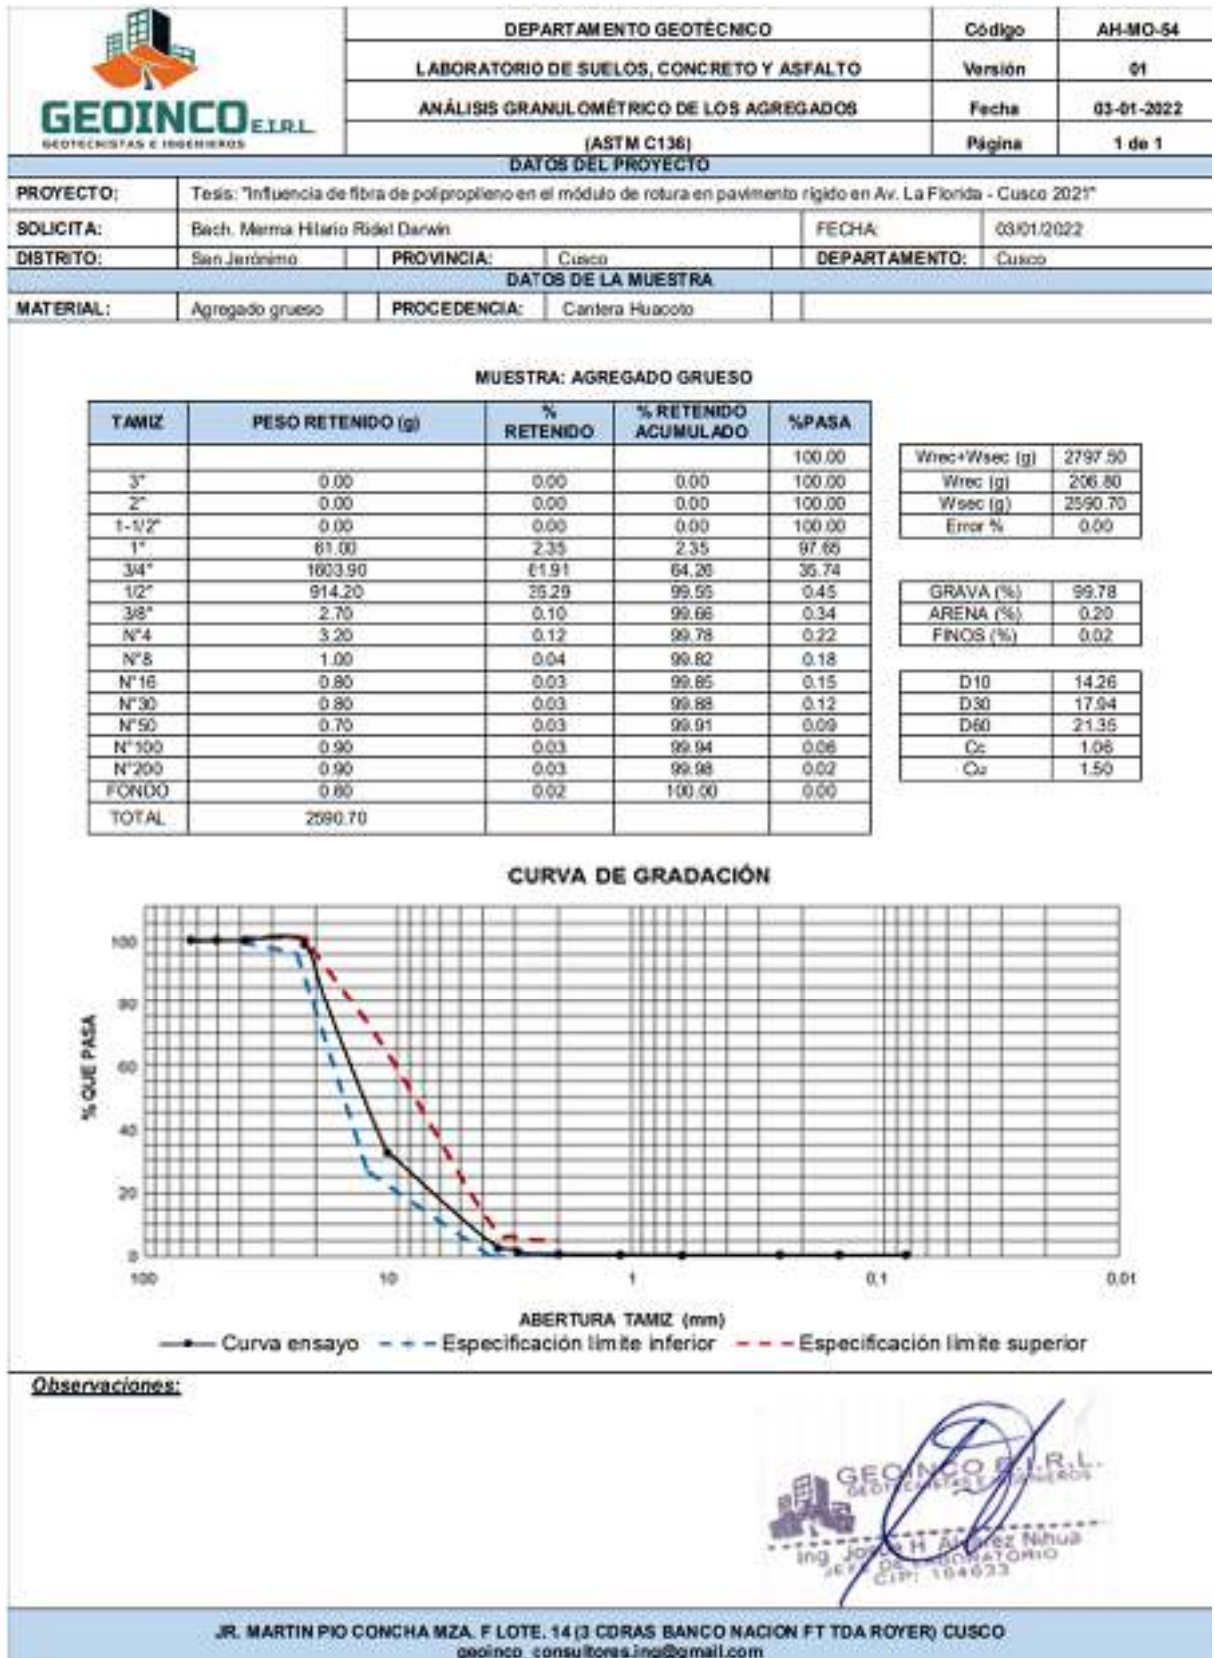 GEOINCO E.I.R.L.
GEOTECNISTAS E INGENIEROS
DEPARTAMENTO GEOTÉCNICO Código AH-MO-54
LABORATORIO DE SUELOS, CONCRETO Y ASFALTO Versión 01
ANÁLISIS GRANULOMÉTRICO DE LOS AGREGADOS Fecha 03-01-2022
(ASTM C136) Página 1 de 1
DATOS DEL PROYECTO
PROYECTO: Tesis: "Influencia de fibra de polipropileno en el módulo de rotura en pavimento rígido en Av. La Florida - Cusco 2021"
SOLICITA: Bach. Merma Hilario Ridel Darwin FECHA: 03/01/2022
DISTRITO: San Jerónimo PROVINCIA: Cusco DEPARTAMENTO: Cusco
DATOS DE LA MUESTRA
MATERIAL: Agregado grueso PROCEDENCIA: Cantera Huacoto
MUESTRA: AGREGADO GRUESO
TAMIZ PESO RETENIDO (g) % RETENIDO % RETENIDO ACUMULADO %PASA
100.00
3" 0.00 0.00 0.00 100.00
2" 0.00 0.00 0.00 100.00
1-1/2" 0.00 0.00 0.00 100.00
1" 61.00 2.35 2.35 97.65
3/4" 1603.90 61.91 64.26 35.74
1/2" 914.20 35.29 99.55 0.45
3/8" 2.70 0.10 99.66 0.34
N°4 3.20 0.12 99.78 0.22
N°8 1.00 0.04 99.82 0.18
N°16 0.80 0.03 99.85 0.15
N°30 0.80 0.03 99.88 0.12
N°50 0.70 0.03 99.91 0.09
N°100 0.90 0.03 99.94 0.06
N°200 0.90 0.03 99.98 0.02
FONDO 0.60 0.02 100.00 0.00
TOTAL 2590.70
Wrec+Wsec (g) 2797.50
Wrec (g) 206.80
Wsec (g) 2590.70
Error % 0.00
GRAVA (%) 99.78
ARENA (%) 0.20
FINOS (%) 0.02
D10 14.26
D30 17.94
D60 21.35
Cc 1.06
Cu 1.50
CURVA DE GRADACIÓN
% QUE PASA
100
80
60
40
20
0
100 10 1 0.1 0.01
ABERTURA TAMIZ (mm)
Curva ensayo Especificación límite inferior Especificación límite superior
Observaciones:
GEOINCO E.I.R.L.
GEOTECNISTAS E INGENIEROS
Ing. H. Nihua
JEFE DE LABORATORIO
CIP: 164633
JR. MARTIN PIO CONCHA MZA. F LOTE. 14 (3 CDRAS BANCO NACION FT TDA ROYER) CUSCO
geoinco_consultores.ing@gmail.com